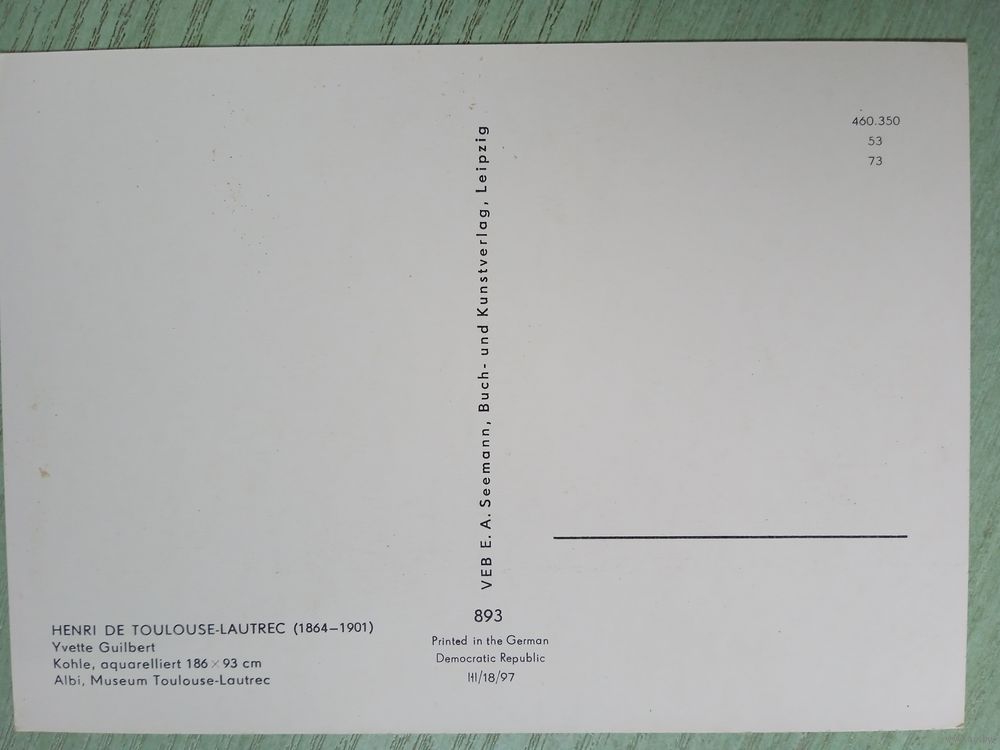 460.350
53
73
VEB E. A. Seemann, Buch- und Kunstverlag, Leipzig
HENRI DE TOULOUSE-LAUTREC (1864–1901)
Yvette Guilbert
Kohle, aquarelliert 186 × 93 cm
Albi, Museum Toulouse-Lautrec
893
Printed in the German
Democratic Republic
III/18/97